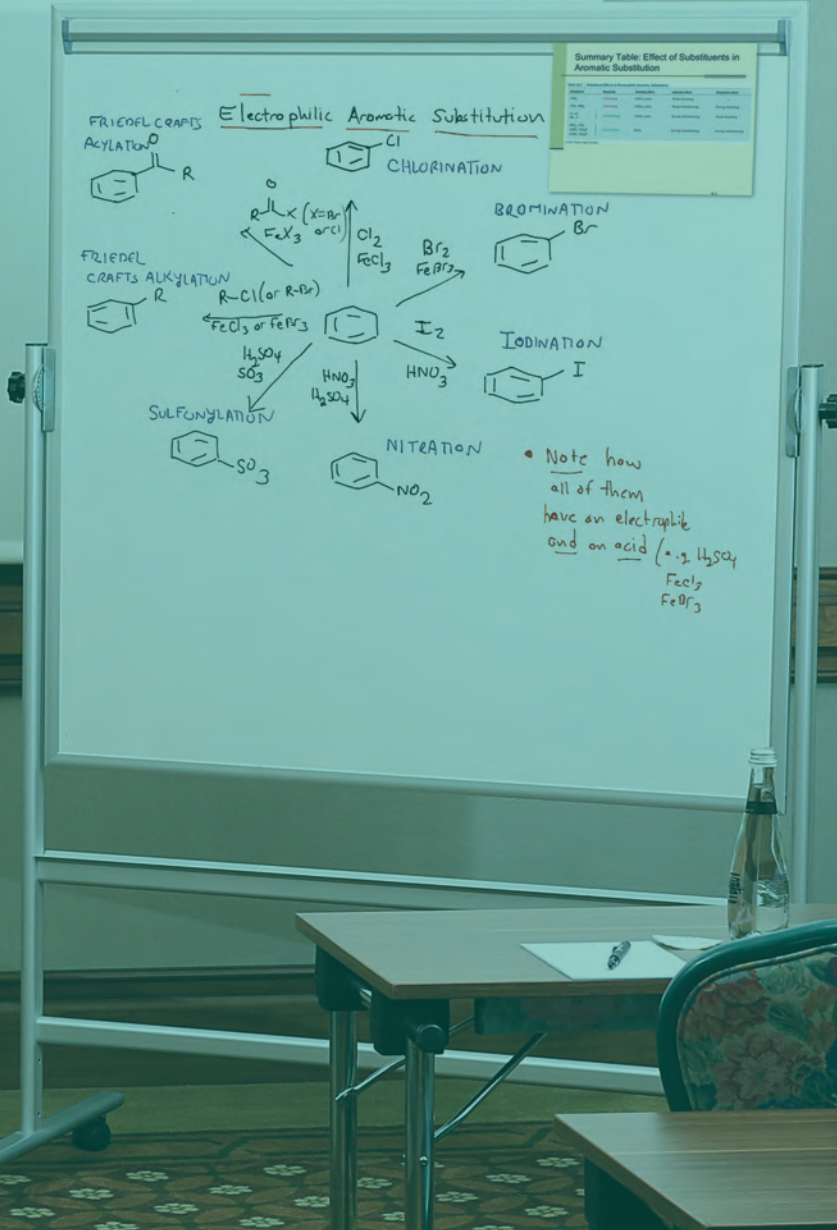 Electrophilic Aromatic Substitution
FRIEDEL CRAFTS
ACYLATION
O
R
Cl
CHLORINATION
Summary Table: Effect of Substituents in
Aromatic Substitution
O
R X (X=Br
or Cl)
FeX3
Cl2
FeCl3
Br2
FeBr3
BROMINATION
Br
FRIEDEL
CRAFTS ALKYLATION
R
R-Cl (or R-Br)
FeCl3 or FeBr3
I2
HNO3
IODINATION
I
H2SO4
SO3
HNO3
H2SO4
SULFONYLATION
SO3
NITRATION
NO2
• Note how
all of them
have an electrophile
and an acid (e.g H2SO4
FeCl3
FeBr3